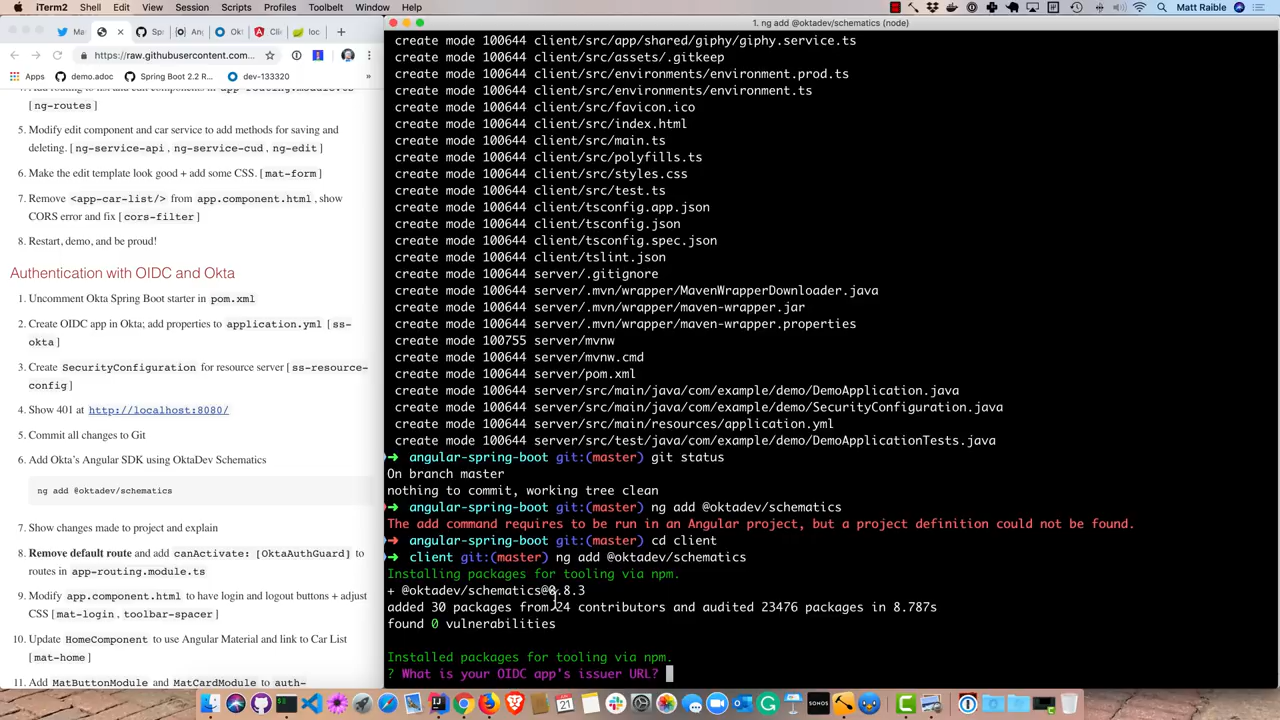 iTerm2
Shell
Edit
View
Session
Scripts
Profiles
Toolbelt
Window
Help
Matt Raible
1. ng add @oktadev/schematics (node)
https://raw.githubusercontent.com...
Apps
demo.adoc
Spring Boot 2.2 R...
dev-133320
»
[ng-routes]
5. Modify edit component and car service to add methods for saving and
deleting. [ng-service-api, ng-service-cud, ng-edit]
6. Make the edit template look good + add some CSS. [mat-form]
7. Remove <app-car-list/> from app.component.html, show
CORS error and fix [cors-filter]
8. Restart, demo, and be proud!
Authentication with OIDC and Okta
1. Uncomment Okta Spring Boot starter in pom.xml
2. Create OIDC app in Okta; add properties to application.yml [ss-
okta]
3. Create SecurityConfiguration for resource server [ss-resource-
config]
4. Show 401 at http://localhost:8080/
5. Commit all changes to Git
6. Add Okta's Angular SDK using OktaDev Schematics
ng add @oktadev/schematics
7. Show changes made to project and explain
8. Remove default route and add canActivate: [OktaAuthGuard] to
routes in app-routing.module.ts
9. Modify app.component.html to have login and logout buttons + adjust
CSS [mat-login, toolbar-spacer]
10. Update HomeComponent to use Angular Material and link to Car List
[mat-home]
11. Add MatButtonModule and MatCardModule to auth-
create mode 100644 client/src/app/shared/giphy/giphy.service.ts
create mode 100644 client/src/assets/.gitkeep
create mode 100644 client/src/environments/environment.prod.ts
create mode 100644 client/src/environments/environment.ts
create mode 100644 client/src/favicon.ico
create mode 100644 client/src/index.html
create mode 100644 client/src/main.ts
create mode 100644 client/src/polyfills.ts
create mode 100644 client/src/styles.css
create mode 100644 client/src/test.ts
create mode 100644 client/tsconfig.app.json
create mode 100644 client/tsconfig.json
create mode 100644 client/tsconfig.spec.json
create mode 100644 client/tslint.json
create mode 100644 server/.gitignore
create mode 100644 server/.mvn/wrapper/MavenWrapperDownloader.java
create mode 100644 server/.mvn/wrapper/maven-wrapper.jar
create mode 100644 server/.mvn/wrapper/maven-wrapper.properties
create mode 100755 server/mvnw
create mode 100644 server/mvnw.cmd
create mode 100644 server/pom.xml
create mode 100644 server/src/main/java/com/example/demo/DemoApplication.java
create mode 100644 server/src/main/java/com/example/demo/SecurityConfiguration.java
create mode 100644 server/src/main/resources/application.yml
create mode 100644 server/src/test/java/com/example/demo/DemoApplicationTests.java
➜ angular-spring-boot git:(master) git status
On branch master
nothing to commit, working tree clean
➜ angular-spring-boot git:(master) ng add @oktadev/schematics
The add command requires to be run in an Angular project, but a project definition could not be found.
➜ angular-spring-boot git:(master) cd client
➜ client git:(master) ng add @oktadev/schematics
Installing packages for tooling via npm.
+ @oktadev/schematics@0.8.3
added 30 packages from 24 contributors and audited 23476 packages in 8.787s
found 0 vulnerabilities
Installed packages for tooling via npm.
? What is your OIDC app's issuer URL?